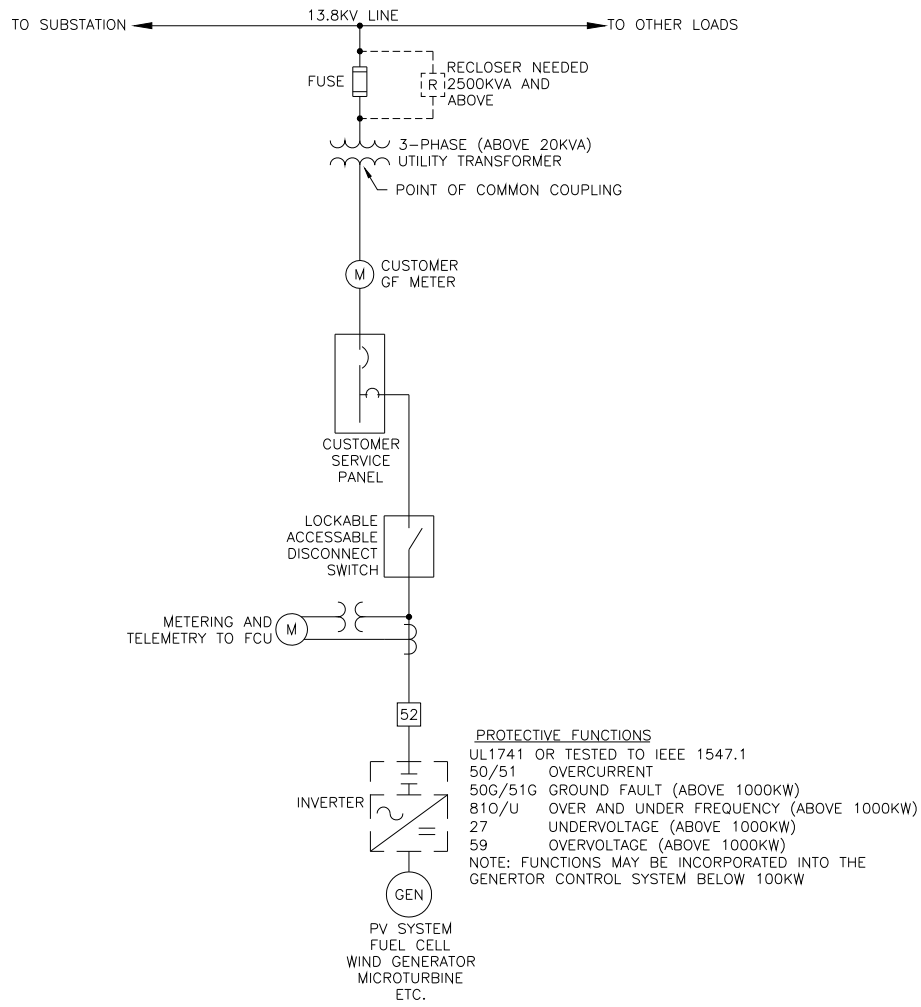 13.8KV LINE
TO SUBSTATION
TO OTHER LOADS
FUSE
R
RECLOSER NEEDED
2500KVA AND
ABOVE
3-PHASE (ABOVE 20KVA)
UTILITY TRANSFORMER
POINT OF COMMON COUPLING
M
CUSTOMER
GF METER
CUSTOMER
SERVICE
PANEL
LOCKABLE
ACCESSABLE
DISCONNECT
SWITCH
METERING AND
TELEMETRY TO FCU
M
52
PROTECTIVE FUNCTIONS
UL1741 OR TESTED TO IEEE 1547.1
50/51 OVERCURRENT
50G/51G GROUND FAULT (ABOVE 1000KW)
81O/U OVER AND UNDER FREQUENCY (ABOVE 1000KW)
27 UNDERVOLTAGE (ABOVE 1000KW)
59 OVERVOLTAGE (ABOVE 1000KW)
NOTE: FUNCTIONS MAY BE INCORPORATED INTO THE
GENERTOR CONTROL SYSTEM BELOW 100KW
INVERTER
GEN
PV SYSTEM
FUEL CELL
WIND GENERATOR
MICROTURBINE
ETC.